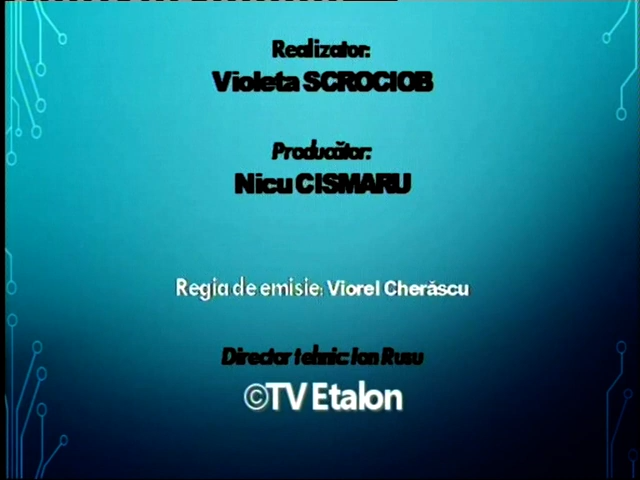 Realizator:
Violeta SCROCIOB
Producător:
Nicu CISMARU
Regia de emisie: Viorel Cherăscu
Director tehnic: Ion Rusu
©TV Etalon